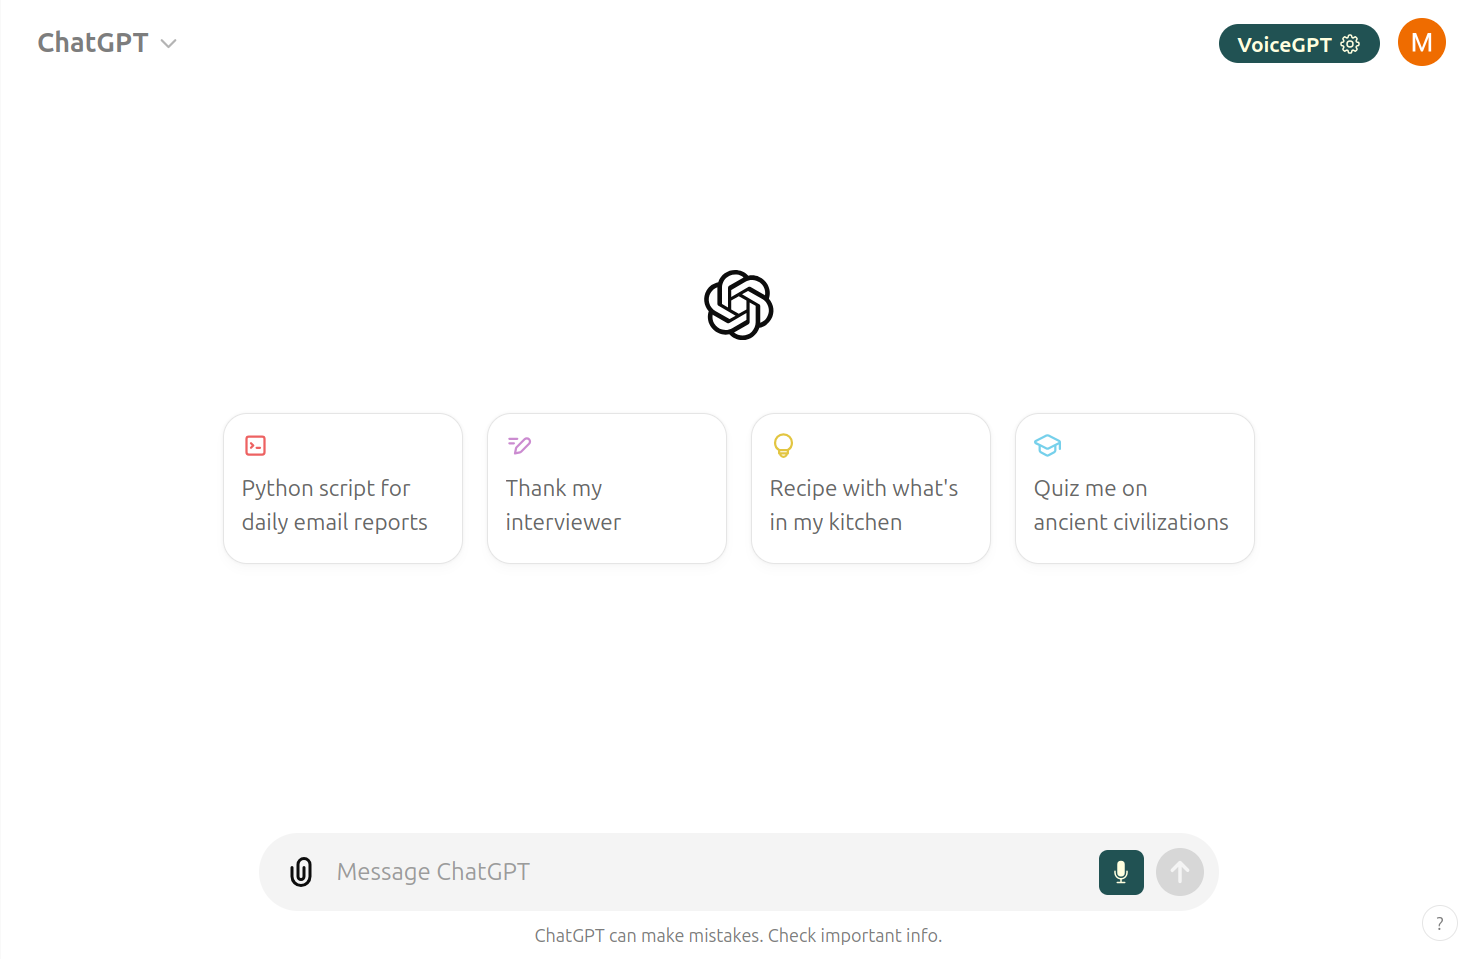 ChatGPT
VoiceGPT
M
Python script for
daily email reports
Thank my
interviewer
Recipe with what's
in my kitchen
Quiz me on
ancient civilizations
Message ChatGPT
ChatGPT can make mistakes. Check important info.
?